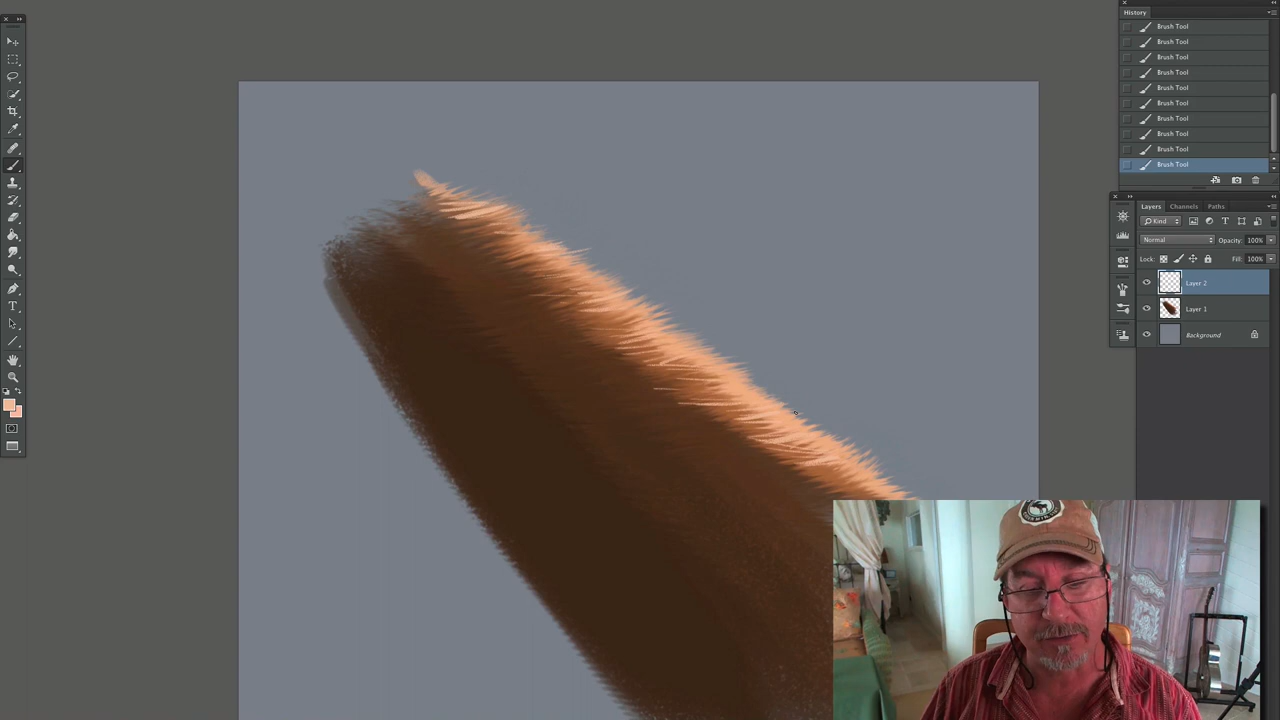 History
Brush Tool
Brush Tool
Brush Tool
Brush Tool
Brush Tool
Brush Tool
Brush Tool
Brush Tool
Brush Tool
Brush Tool
Layers Channels Paths
Kind
Normal Opacity: 100%
Lock: Fill: 100%
Layer 2
Layer 1
Background